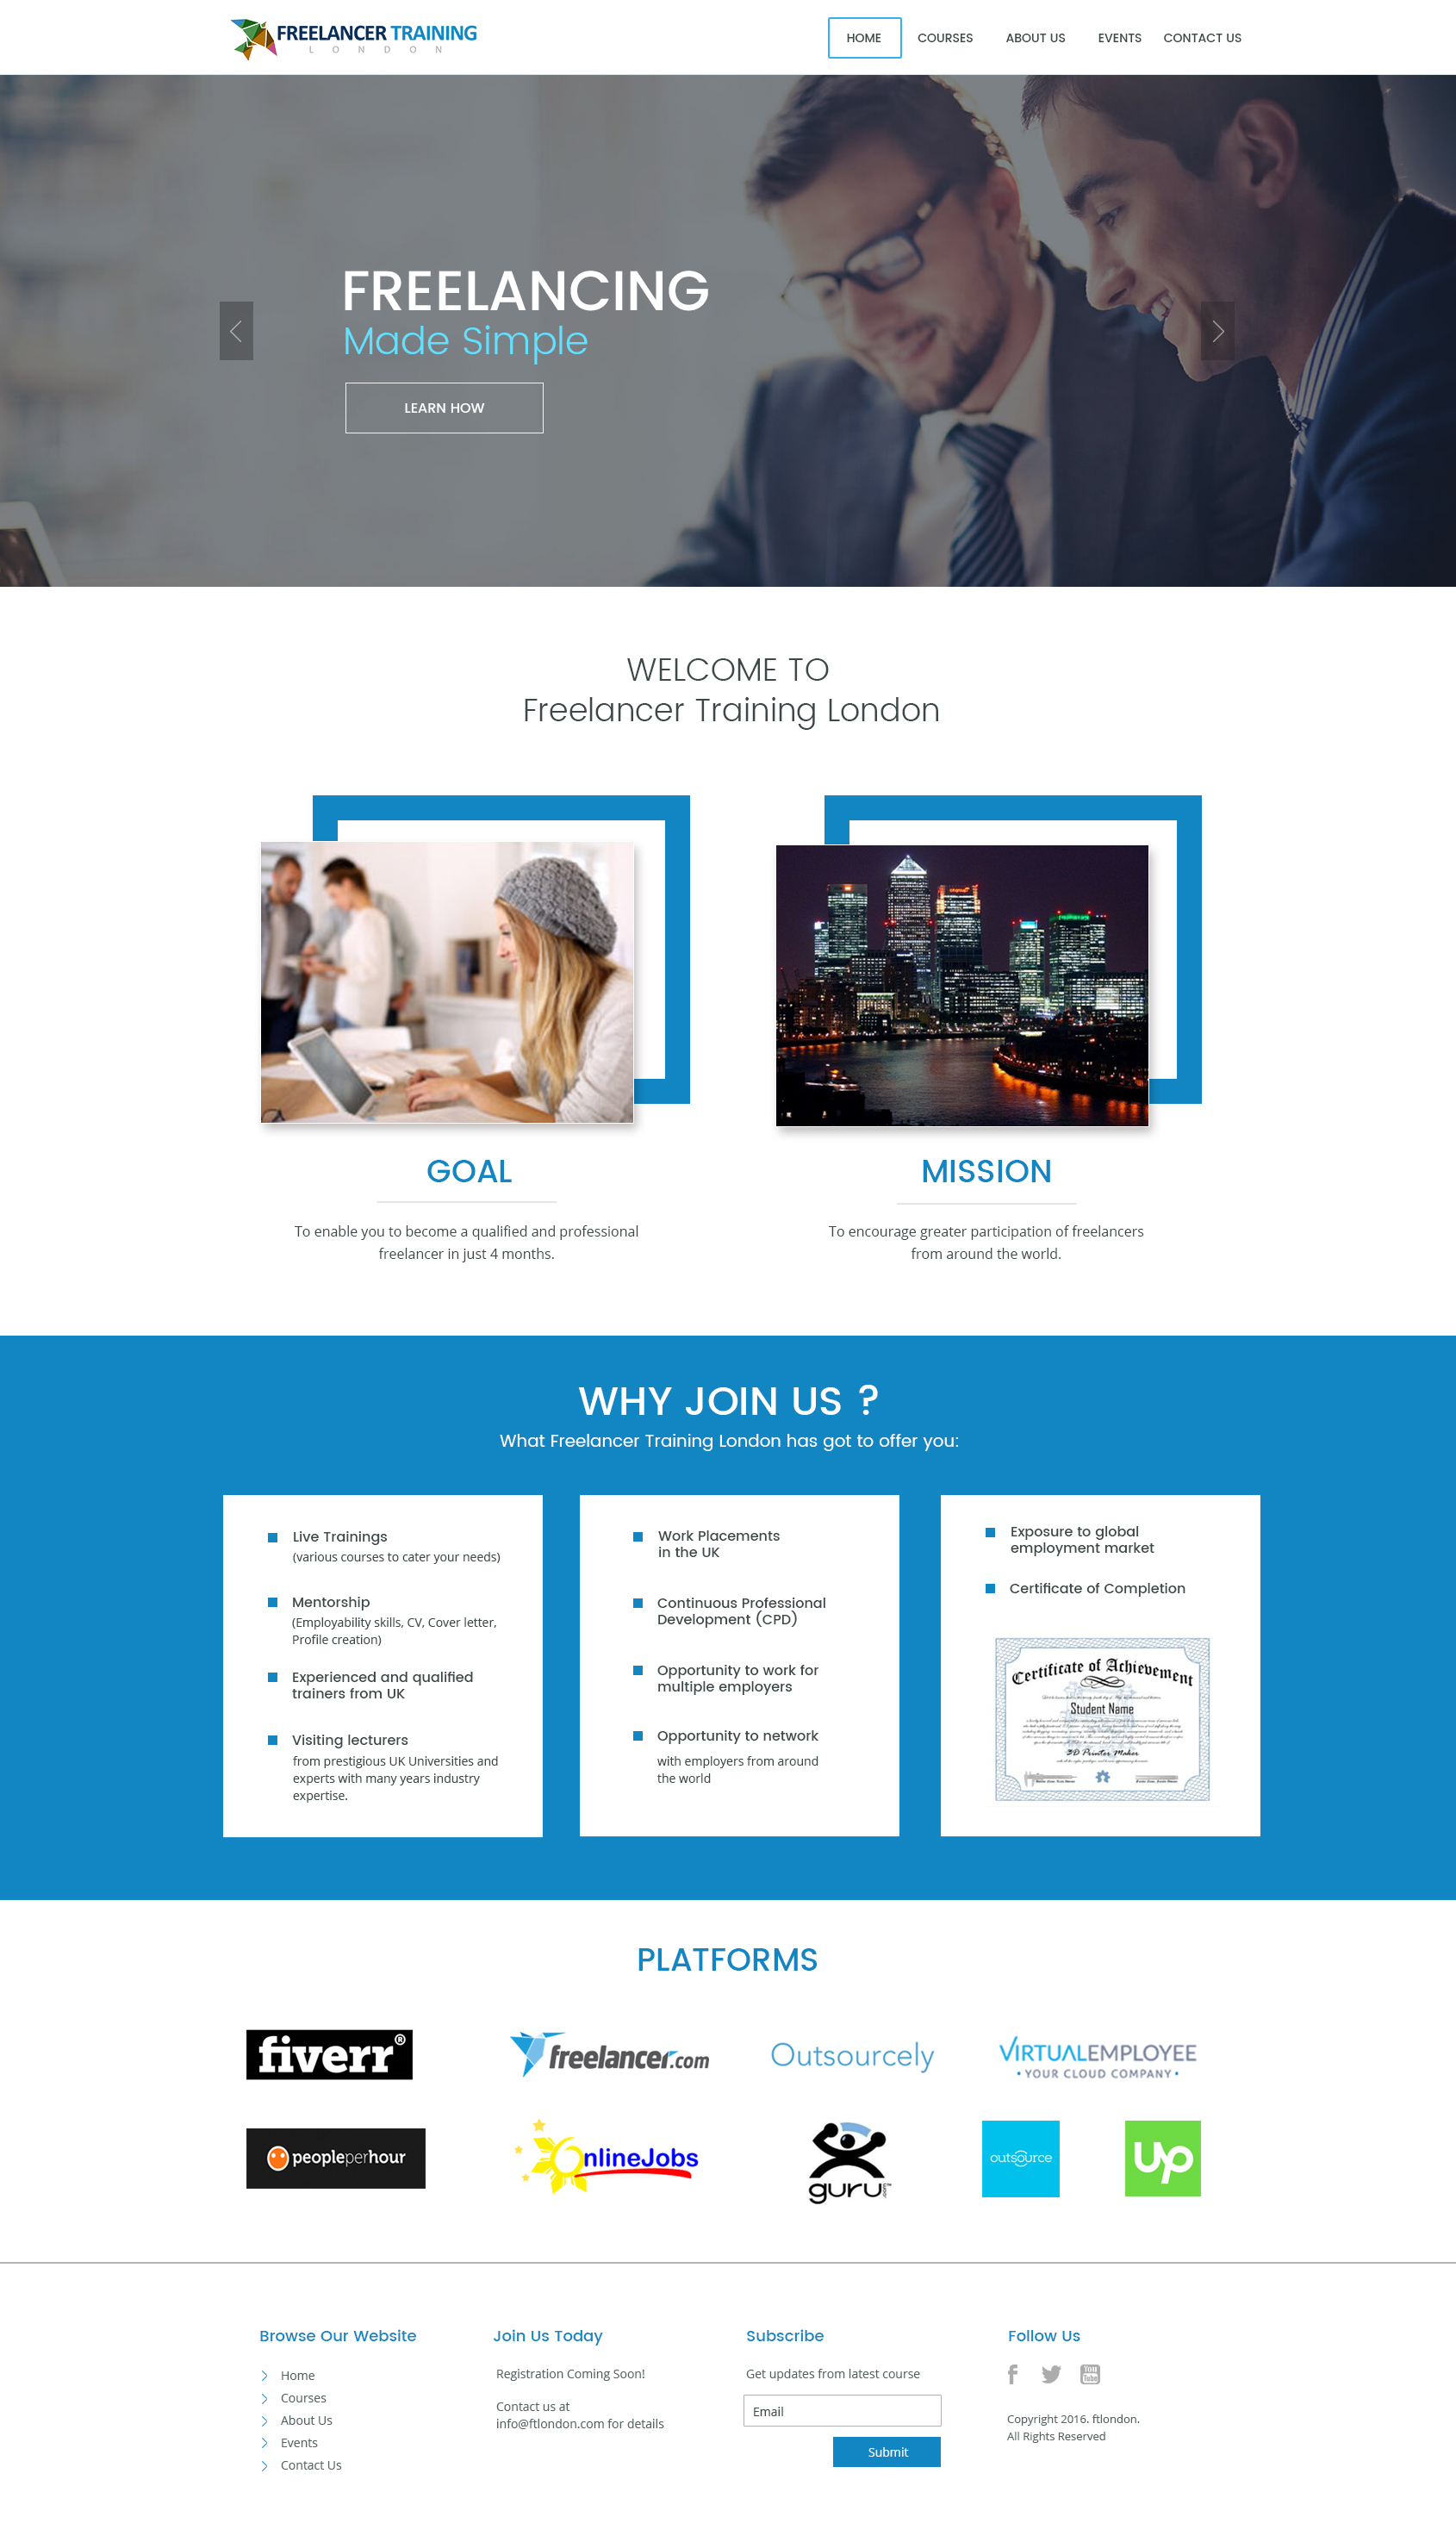 FREELANCER TRAINING
LONDON
HOME
COURSES
ABOUT US
EVENTS
CONTACT US
FREELANCING
Made Simple
LEARN HOW
WELCOME TO
Freelancer Training London
GOAL
To enable you to become a qualified and professional
freelancer in just 4 months.
MISSION
To encourage greater participation of freelancers
from around the world.
WHY JOIN US ?
What Freelancer Training London has got to offer you:
Live Trainings
(various courses to cater your needs)
Mentorship
(Employability skills, CV, Cover letter,
Profile creation)
Experienced and qualified
trainers from UK
Visiting lecturers
from prestigious UK Universities and
experts with many years industry
expertise.
Work Placements
in the UK
Continuous Professional
Development (CPD)
Opportunity to work for
multiple employers
Opportunity to network
with employers from around
the world
Exposure to global
employment market
Certificate of Completion
Certificate of Achievement
Student Name
3D Printer Maker
PLATFORMS
fiverr®
freelancer.com
Outsourcely
VIRTUALEMPLOYEE
• YOUR CLOUD COMPANY •
peopleperhour
OnlineJobs
guru.com™
outsource
Up
Browse Our Website
Home
Courses
About Us
Events
Contact Us
Join Us Today
Registration Coming Soon!
Contact us at
info@ftlondon.com for details
Subscribe
Get updates from latest course
Email
Submit
Follow Us
f
You
Tube
Copyright 2016. ftlondon.
All Rights Reserved